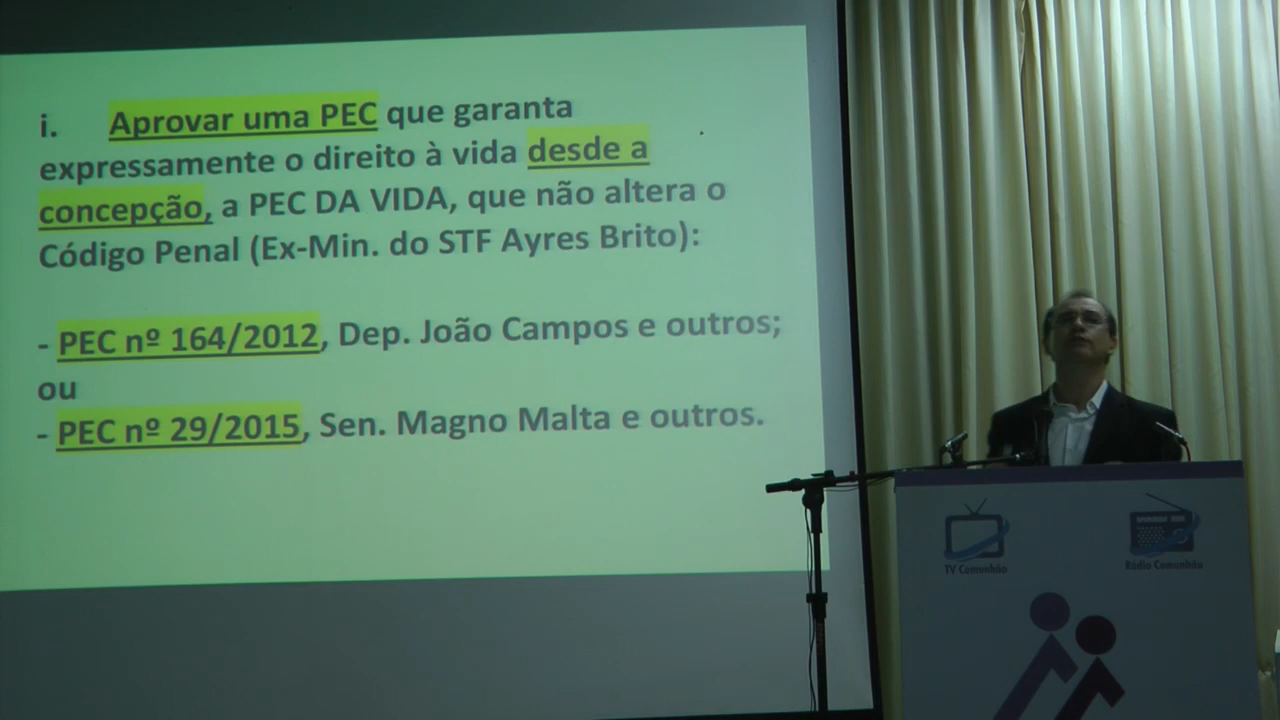 i. Aprovar uma PEC que garanta
expressamente o direito à vida desde a
concepção, a PEC DA VIDA, que não altera o
Código Penal (Ex-Min. do STF Ayres Brito):
- PEC nº 164/2012, Dep. João Campos e outros;
ou
- PEC nº 29/2015, Sen. Magno Malta e outros.
TV Comunhão
Rádio Comunhão